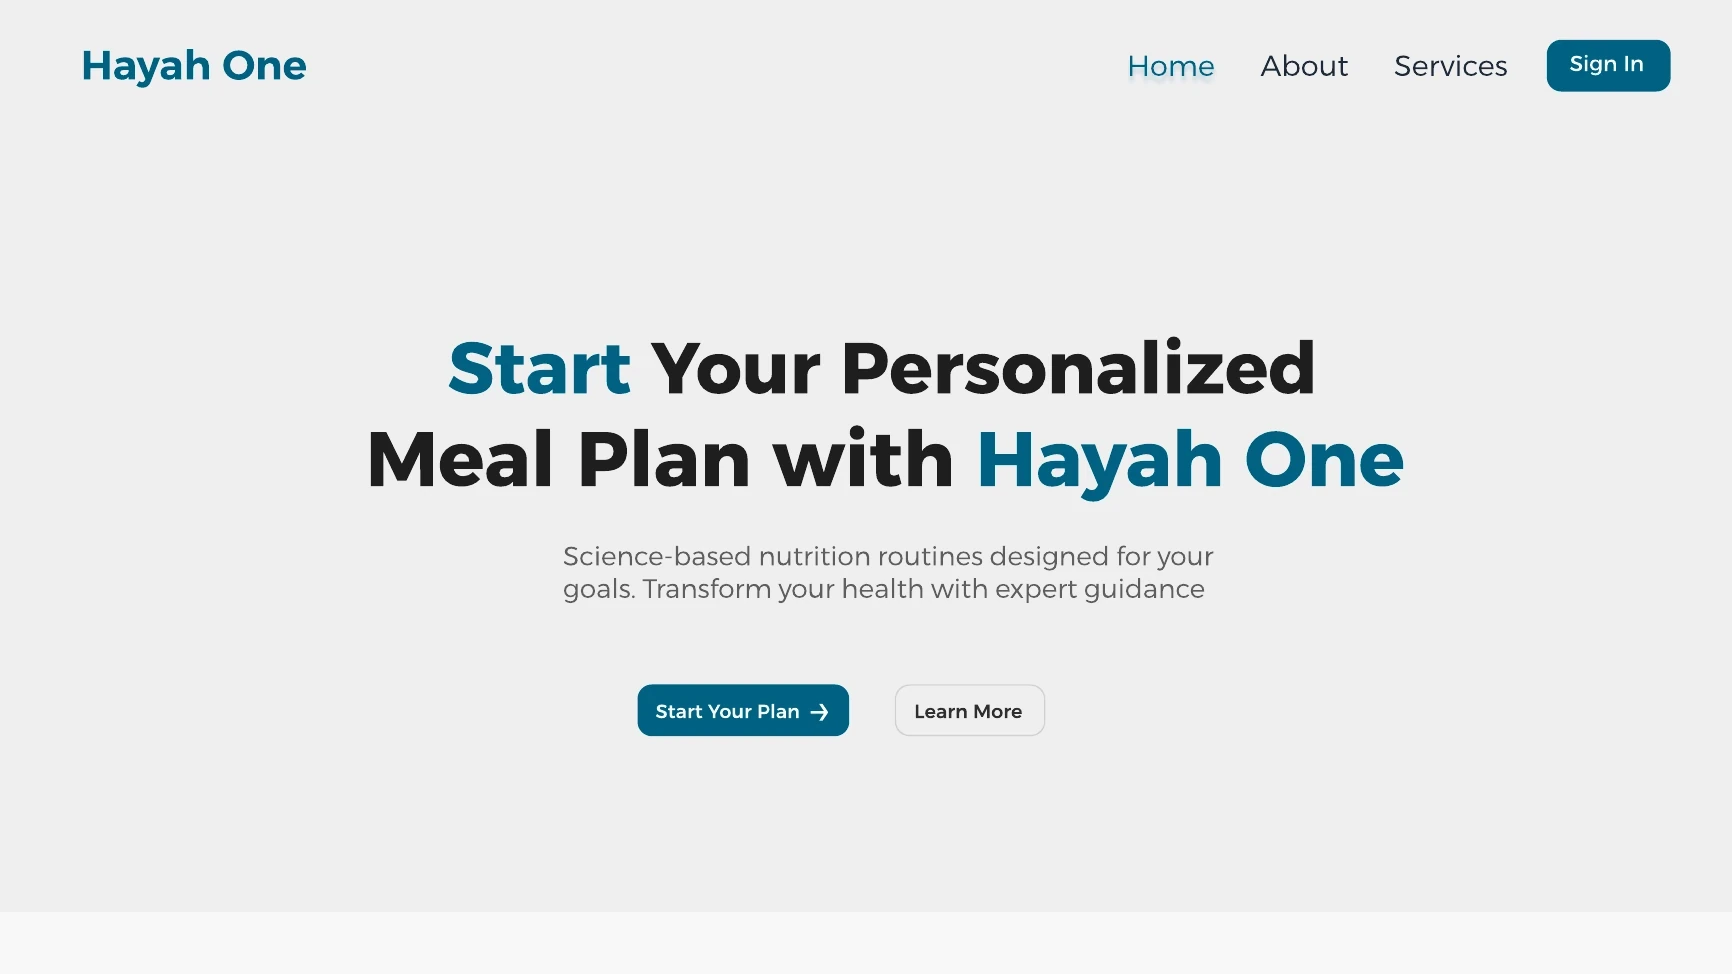 Hayah One
Home
About
Services
Sign In
Start Your Personalized
Meal Plan with Hayah One
Science-based nutrition routines designed for your
goals. Transform your health with expert guidance
Start Your Plan →
Learn More